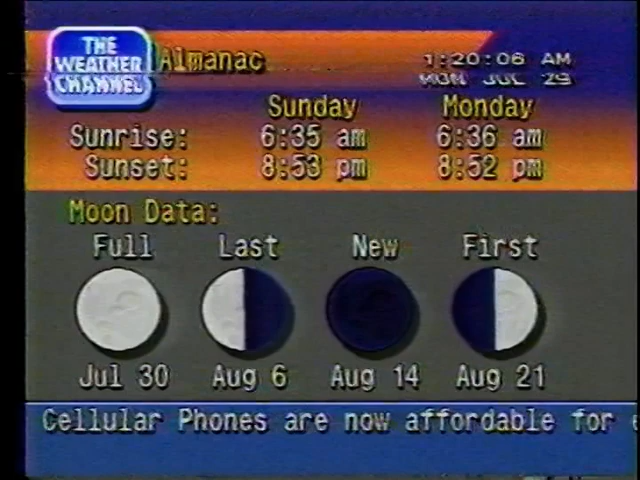 THE
WEATHER
CHANNEL
Almanac
1:20:06 AM
MON JUL 29
Sunday Monday
Sunrise: 6:35 am 6:36 am
Sunset: 8:53 pm 8:52 pm
Moon Data:
Full Last New First
Jul 30 Aug 6 Aug 14 Aug 21
Cellular Phones are now affordable for